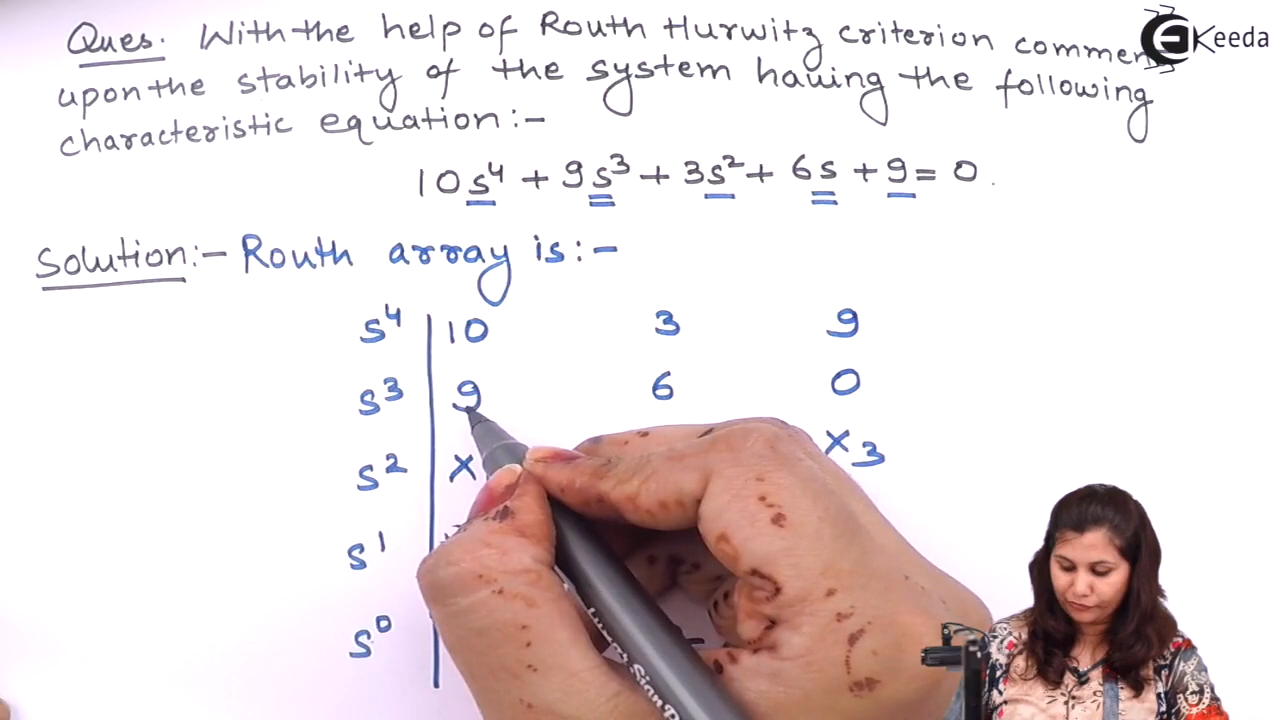 Ques. With the help of Routh Hurwitz criterion commen
EKeeda
upon the stability of the system having the following
characteristic equation:-
10s⁴ + 9s³ + 3s² + 6s + 9 = 0.
Solution:- Routh array is:-
s⁴ 10 3 9
s³ 9 6 0
s² × ×₃
s¹
s⁰